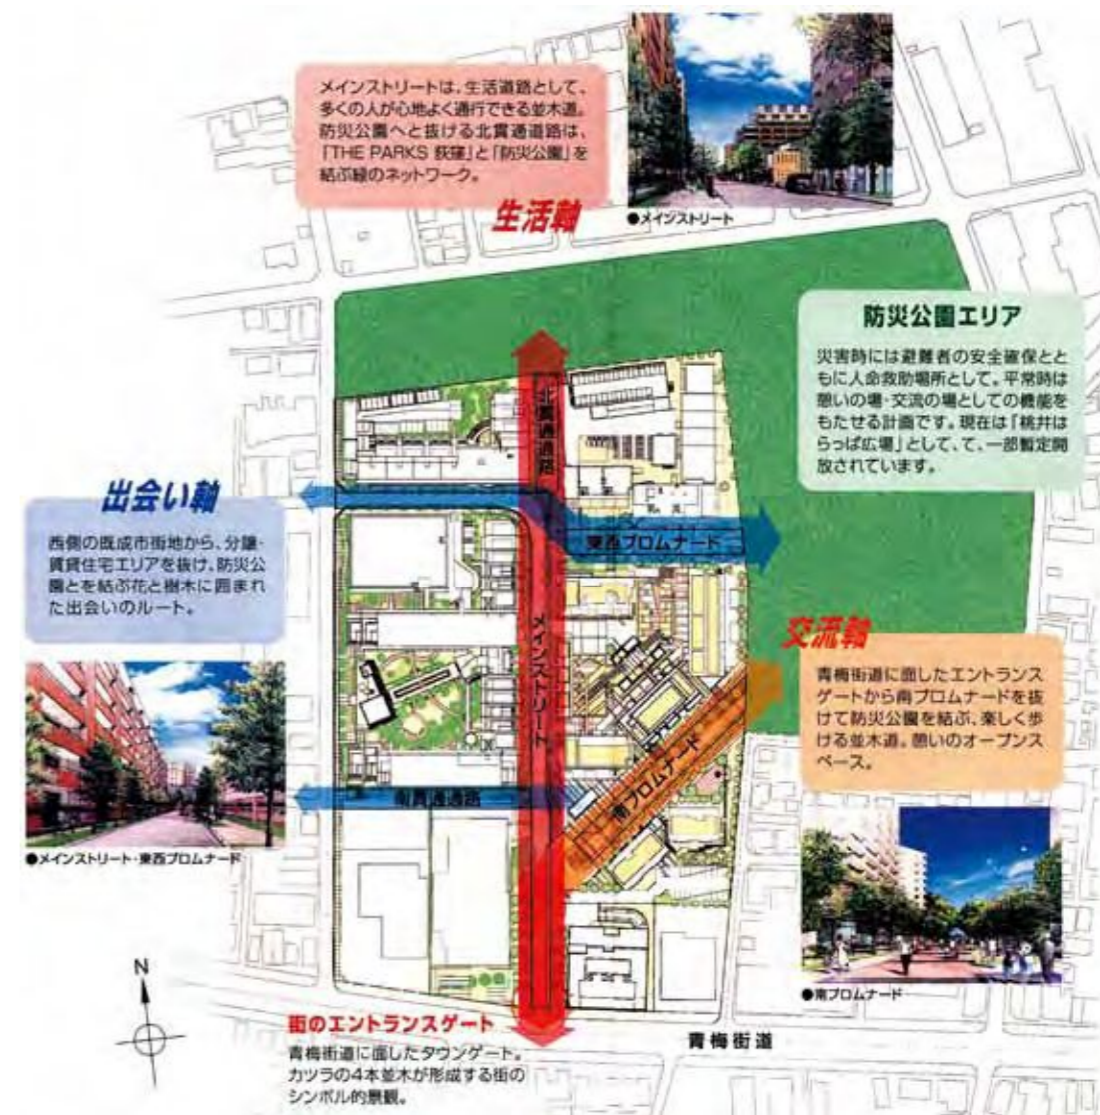 メインストリートは、生活道路として、
多くの人が心地よく通行できる並木道。
防災公園へと抜ける北貫通道路は、
「THE PARKS 荻窪」と「防災公園」を
結ぶ緑のネットワーク。
生活軸
●メインストリート
防災公園エリア
災害時には避難者の安全確保とと
もに人命救助場所として。平常時は
憩いの場・交流の場としての機能を
もたせる計画です。現在は「桃井は
らっぱ広場」として、て、一部暫定開
放されています。
北貫通道路
出会い軸
西側の既成市街地から、分譲・
賃貸住宅エリアを抜け、防災公
園とを結ぶ花と樹木に囲まれ
た出会いのルート。
東西プロムナード
メインストリート
交流軸
青梅街道に面したエントランス
ゲートから南プロムナードを抜
けて防災公園を結ぶ、楽しく歩
ける並木道。憩いのオープンス
ペース。
南貫通道路
南プロムナード
●メインストリート・東西プロムナード
●南プロムナード
N
街のエントランスゲート
青梅街道に面したタウンゲート。
カツラの4本並木が形成する街の
シンボル的景観。
青梅街道